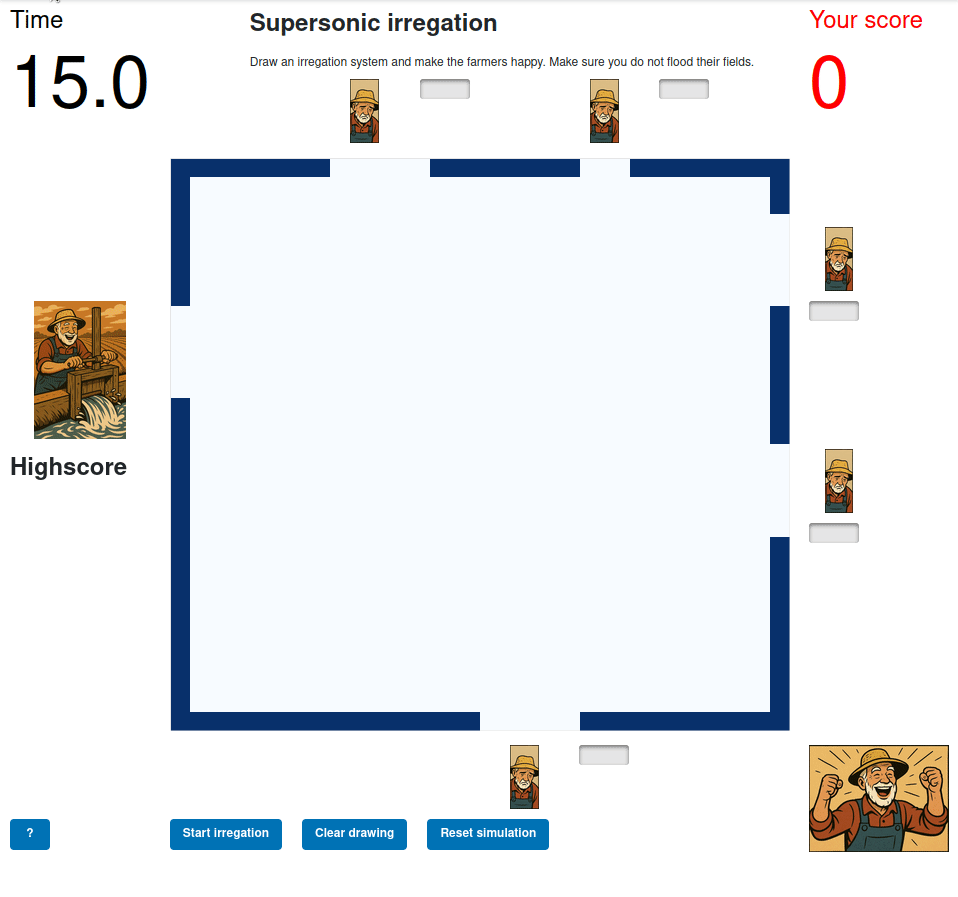 Time
Supersonic irregation
Your score
15.0
Draw an irregation system and make the farmers happy. Make sure you do not flood their fields.
0
Highscore
?
Start irregation
Clear drawing
Reset simulation